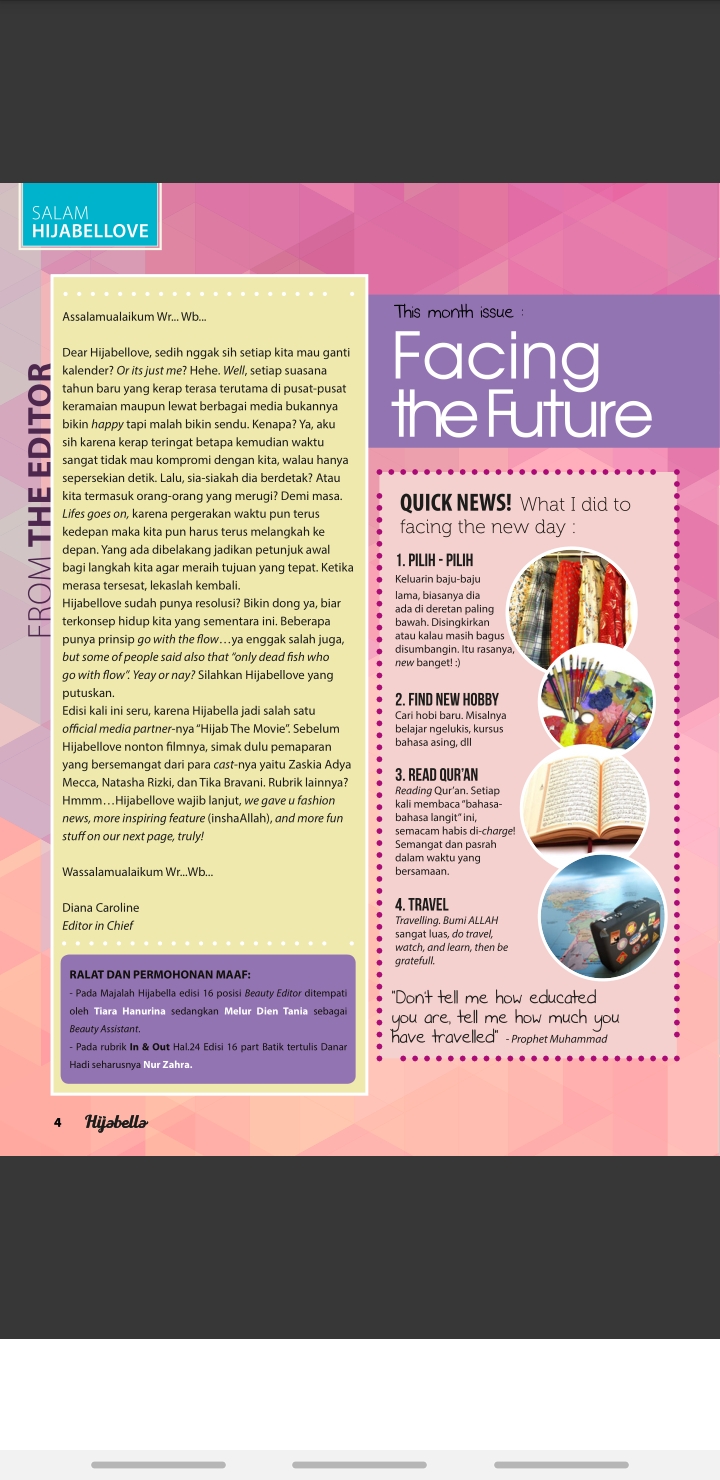 SALAM
HIJABELLOVE
FROM THE EDITOR
Assalamualaikum Wr... Wb...
Dear Hijabellove, sedih nggak sih setiap kita mau ganti
kalender? Or its just me? Hehe. Well, setiap suasana
tahun baru yang kerap terasa terutama di pusat-pusat
keramaian maupun lewat berbagai media bukannya
bikin happy tapi malah bikin sendu. Kenapa? Ya, aku
sih karena kerap teringat betapa kemudian waktu
sangat tidak mau kompromi dengan kita, walau hanya
sepersekian detik. Lalu, sia-siakah dia berdetak? Atau
kita termasuk orang-orang yang merugi? Demi masa.
Lifes goes on, karena pergerakan waktu pun terus
kedepan maka kita pun harus terus melangkah ke
depan. Yang ada dibelakang jadikan petunjuk awal
bagi langkah kita agar meraih tujuan yang tepat. Ketika
merasa tersesat, lekaslah kembali.
Hijabellove sudah punya resolusi? Bikin dong ya, biar
terkonsep hidup kita yang sementara ini. Beberapa
punya prinsip go with the flow…ya enggak salah juga,
but some of people said also that “only dead fish who
go with flow”. Yeay or nay? Silahkan Hijabellove yang
putuskan.
Edisi kali ini seru, karena Hijabella jadi salah satu
official media partner-nya “Hijab The Movie”. Sebelum
Hijabellove nonton filmnya, simak dulu pemaparan
yang bersemangat dari para cast-nya yaitu Zaskia Adya
Mecca, Natasha Rizki, dan Tika Bravani. Rubrik lainnya?
Hmmm…Hijabellove wajib lanjut, we gave u fashion
news, more inspiring feature (inshaAllah), and more fun
stuff on our next page, truly!
Wassalamualaikum Wr...Wb...
Diana Caroline
Editor in Chief
RALAT DAN PERMOHONAN MAAF:
- Pada Majalah Hijabella edisi 16 posisi Beauty Editor ditempati
oleh Tiara Hanurina sedangkan Melur Dien Tania sebagai
Beauty Assistant.
- Pada rubrik In & Out Hal.24 Edisi 16 part Batik tertulis Danar
Hadi seharusnya Nur Zahra.
This month issue :
Facing
the Future
QUICK NEWS! What I did to
facing the new day :
1. PILIH - PILIH
Keluarin baju-baju
lama, biasanya dia
ada di deretan paling
bawah. Disingkirkan
atau kalau masih bagus
disumbangin. Itu rasanya,
new banget! :)
2. FIND NEW HOBBY
Cari hobi baru. Misalnya
belajar ngelukis, kursus
bahasa asing, dll
3. READ QUR’AN
Reading Qur’an. Setiap
kali membaca “bahasa-
bahasa langit” ini,
semacam habis di-charge!
Semangat dan pasrah
dalam waktu yang
bersamaan.
4. TRAVEL
Travelling. Bumi ALLAH
sangat luas, do travel,
watch, and learn, then be
gratefull.
"Don't tell me how educated
you are, tell me how much you
have travelled" - Prophet Muhammad
4 Hijabella